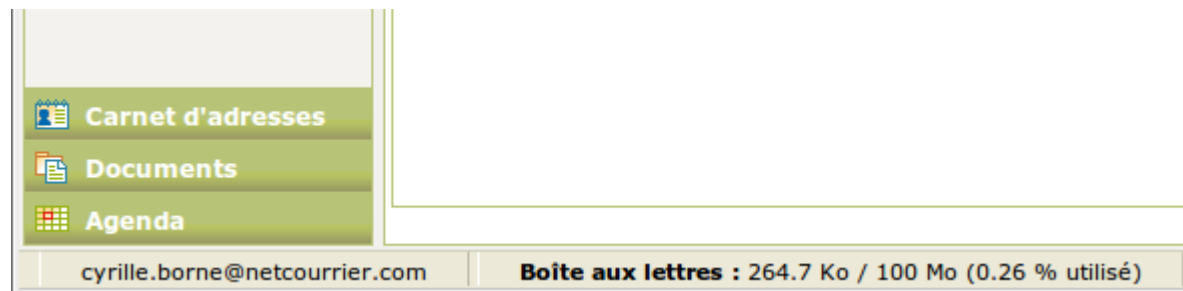 Carnet d'adresses
Documents
Agenda
cyrille.borne@netcourrier.com Boîte aux lettres : 264.7 Ko / 100 Mo (0.26 % utilisé)